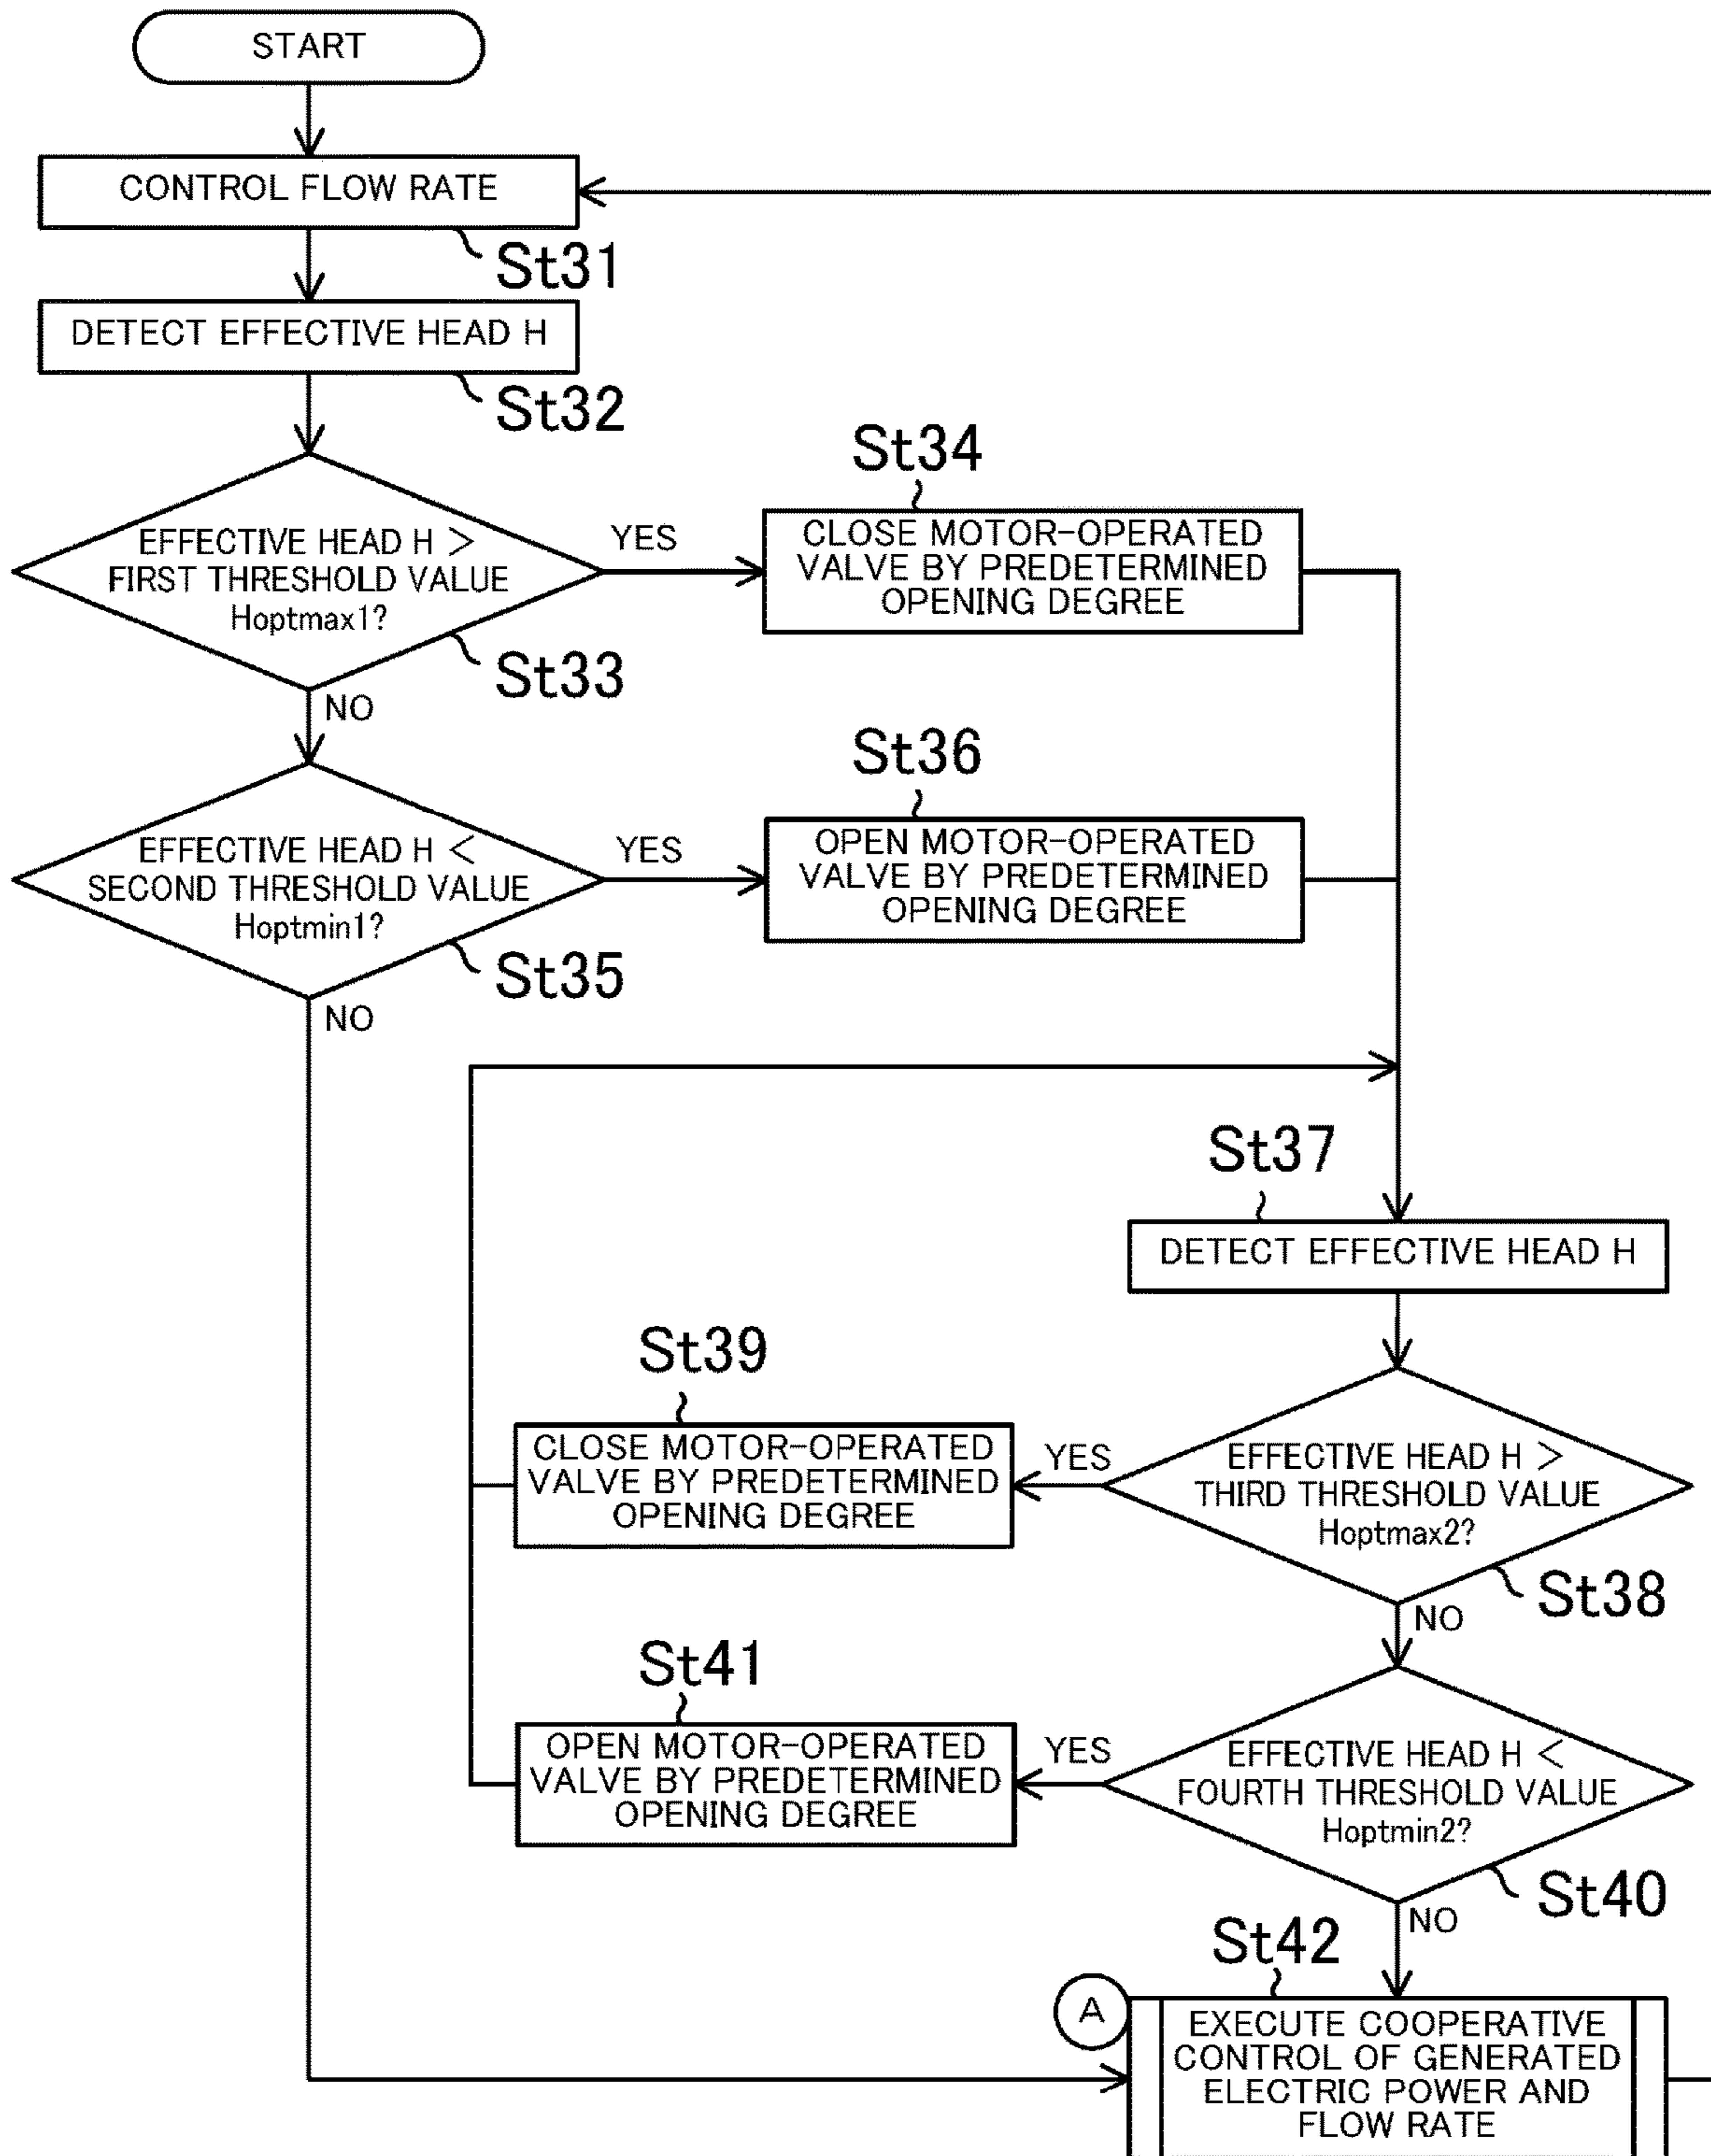 START
CONTROL FLOW RATE
St31
DETECT EFFECTIVE HEAD H
St32
EFFECTIVE HEAD H >
FIRST THRESHOLD VALUE
Hoptmax1?
St33
YES
NO
St34
CLOSE MOTOR-OPERATED
VALVE BY PREDETERMINED
OPENING DEGREE
EFFECTIVE HEAD H <
SECOND THRESHOLD VALUE
Hoptmin1?
St35
YES
NO
St36
OPEN MOTOR-OPERATED
VALVE BY PREDETERMINED
OPENING DEGREE
St37
DETECT EFFECTIVE HEAD H
EFFECTIVE HEAD H >
THIRD THRESHOLD VALUE
Hoptmax2?
St38
YES
NO
St39
CLOSE MOTOR-OPERATED
VALVE BY PREDETERMINED
OPENING DEGREE
EFFECTIVE HEAD H <
FOURTH THRESHOLD VALUE
Hoptmin2?
St40
YES
NO
St41
OPEN MOTOR-OPERATED
VALVE BY PREDETERMINED
OPENING DEGREE
St42
A
EXECUTE COOPERATIVE
CONTROL OF GENERATED
ELECTRIC POWER AND
FLOW RATE